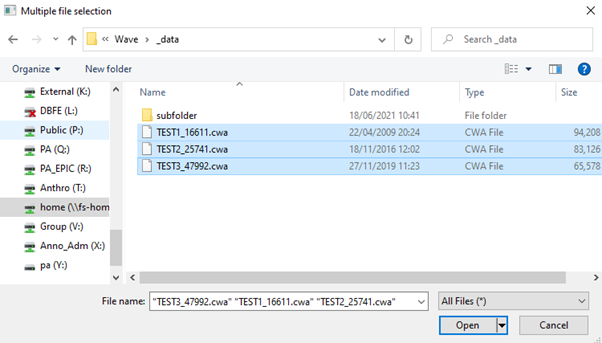 Multiple file selection
« Wave > _data
Search _data
Organize New folder
External (K:)
DBFE (L:)
Public (P:)
PA (Q:)
PA_EPIC (R:)
Anthro (T:)
home (\\fs-hom
Group (V:)
Anno_Adm (X:)
pa (Y:)
Name Date modified Type Size
subfolder 18/06/2021 10:41 File folder
TEST1_16611.cwa 22/04/2009 20:24 CWA File 94,208
TEST2_25741.cwa 18/11/2016 12:02 CWA File 83,126
TEST3_47992.cwa 27/11/2019 11:23 CWA File 65,578
File name: "TEST3_47992.cwa" "TEST1_16611.cwa" "TEST2_25741.cwa" All Files (*)
Open Cancel